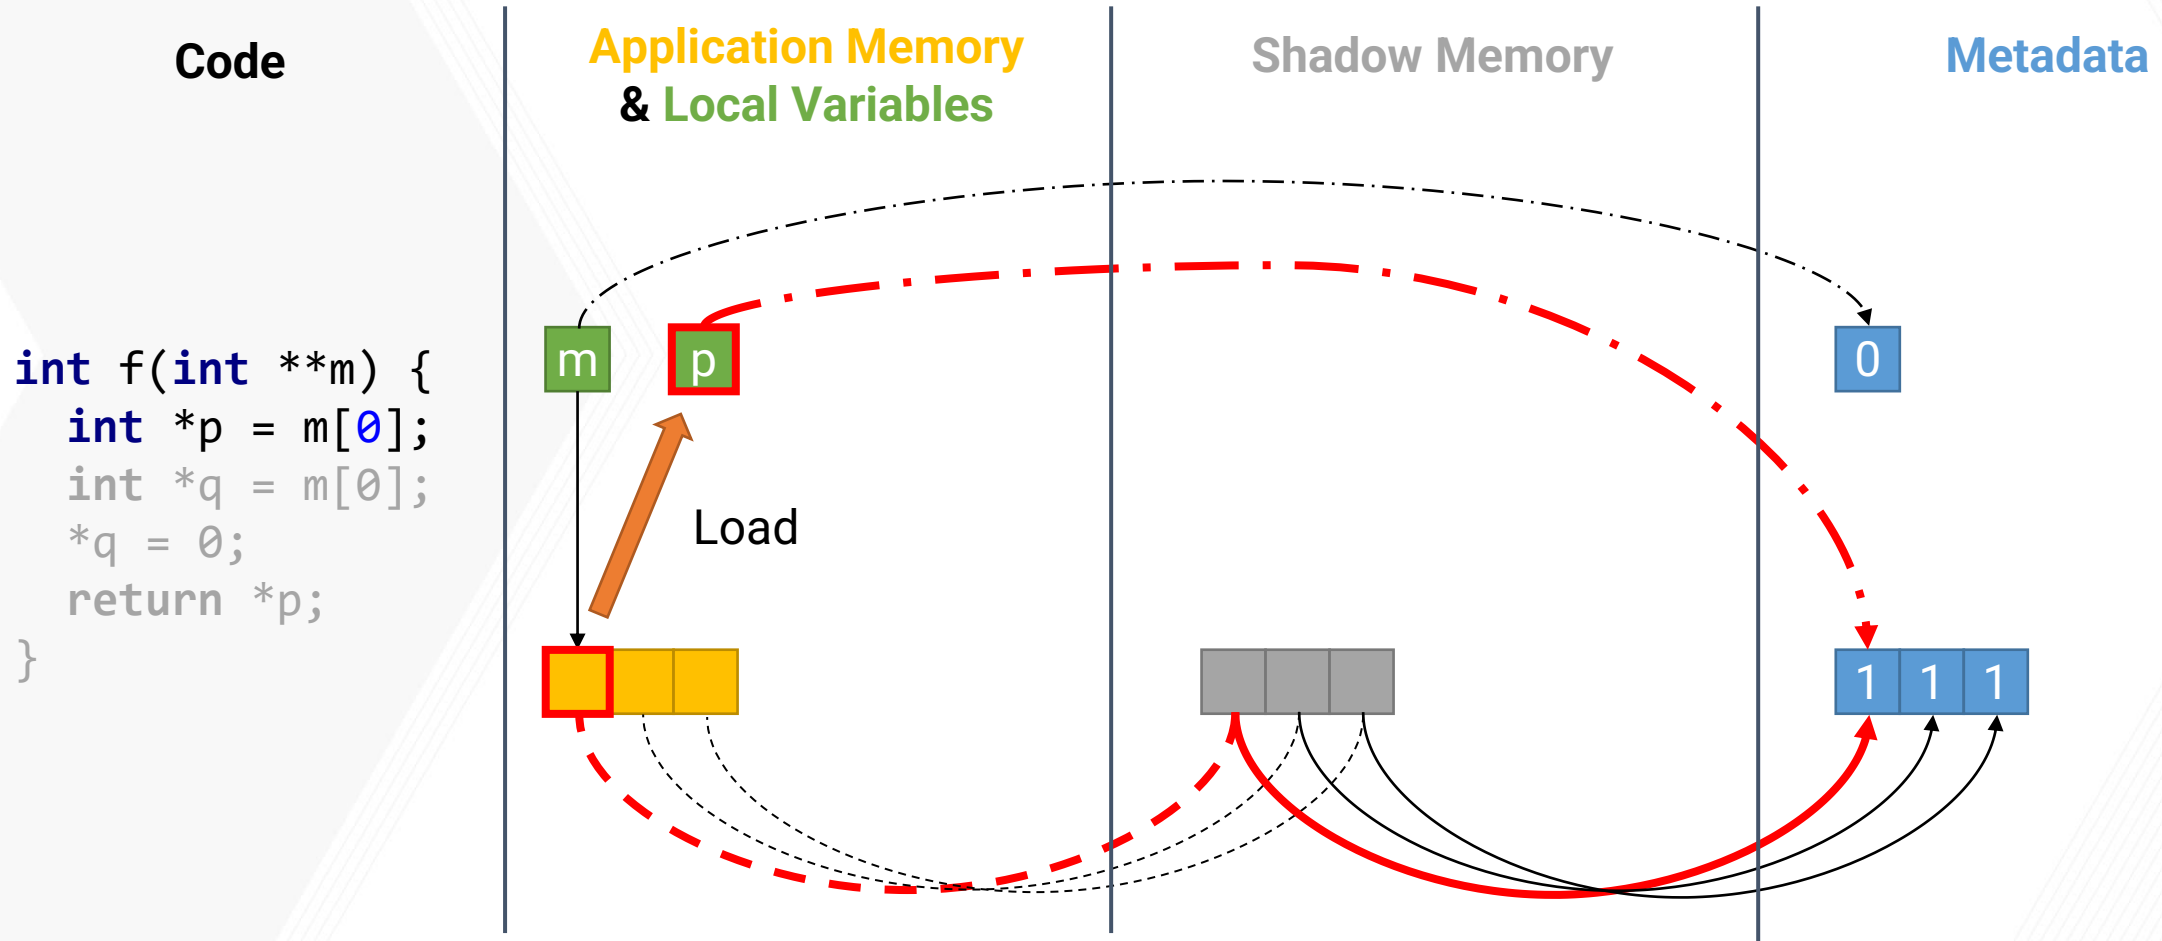 Code
Application Memory
& Local Variables
Shadow Memory
Metadata
int f(int **m) {
  int *p = m[0];
  int *q = m[0];
  *q = 0;
  return *p;
}
m
p
0
Load
1 1 1